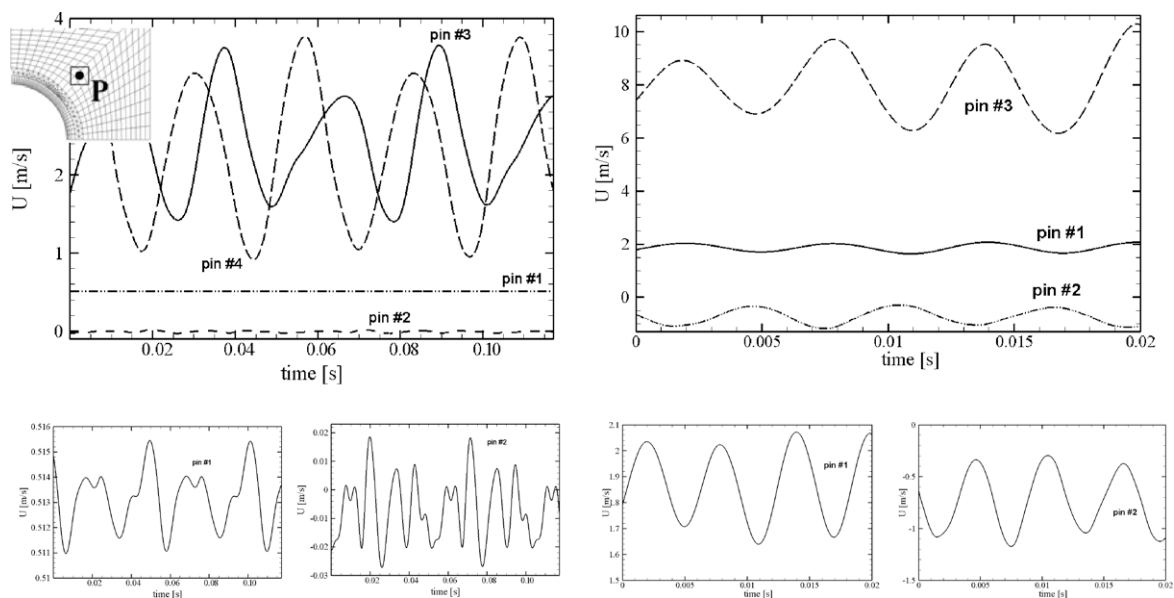 4
3
2
1
0
U [m/s]
P
pin #3
pin #4
pin #1
pin #2
0.02
0.04
0.06
0.08
0.10
time [s]
10
8
6
4
2
0
U [m/s]
pin #3
pin #1
pin #2
0
0.005
0.01
0.015
0.02
time [s]
0.516
0.515
0.514
0.513
0.512
0.511
0.51
U [m/s]
pin #1
0.02
0.04
0.06
0.08
0.10
time [s]
0.02
0.01
0
-0.01
-0.02
-0.03
U [m/s]
pin #2
0.02
0.04
0.06
0.08
0.10
time [s]
2.1
2
1.9
1.8
1.7
1.6
1.5
U [m/s]
pin #1
0
0.005
0.01
0.015
0.02
time [s]
0
-0.5
-1
-1.5
U [m/s]
pin #2
0
0.005
0.01
0.015
0.02
time [s]